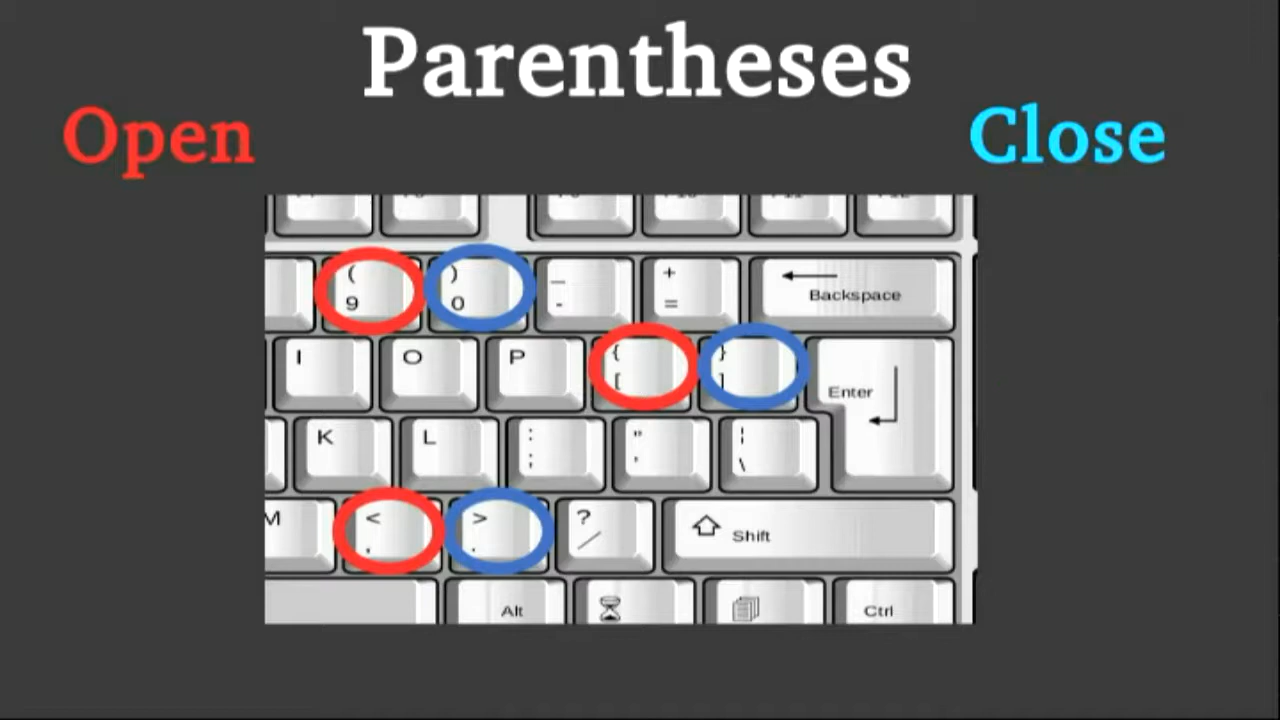 Parentheses
Open
Close
( ) _ +
9 0 - = Backspace
{ }
I O P [ ] Enter
K L : ; " ' ¦ \
M < , > . ? / Shift
Alt Ctrl